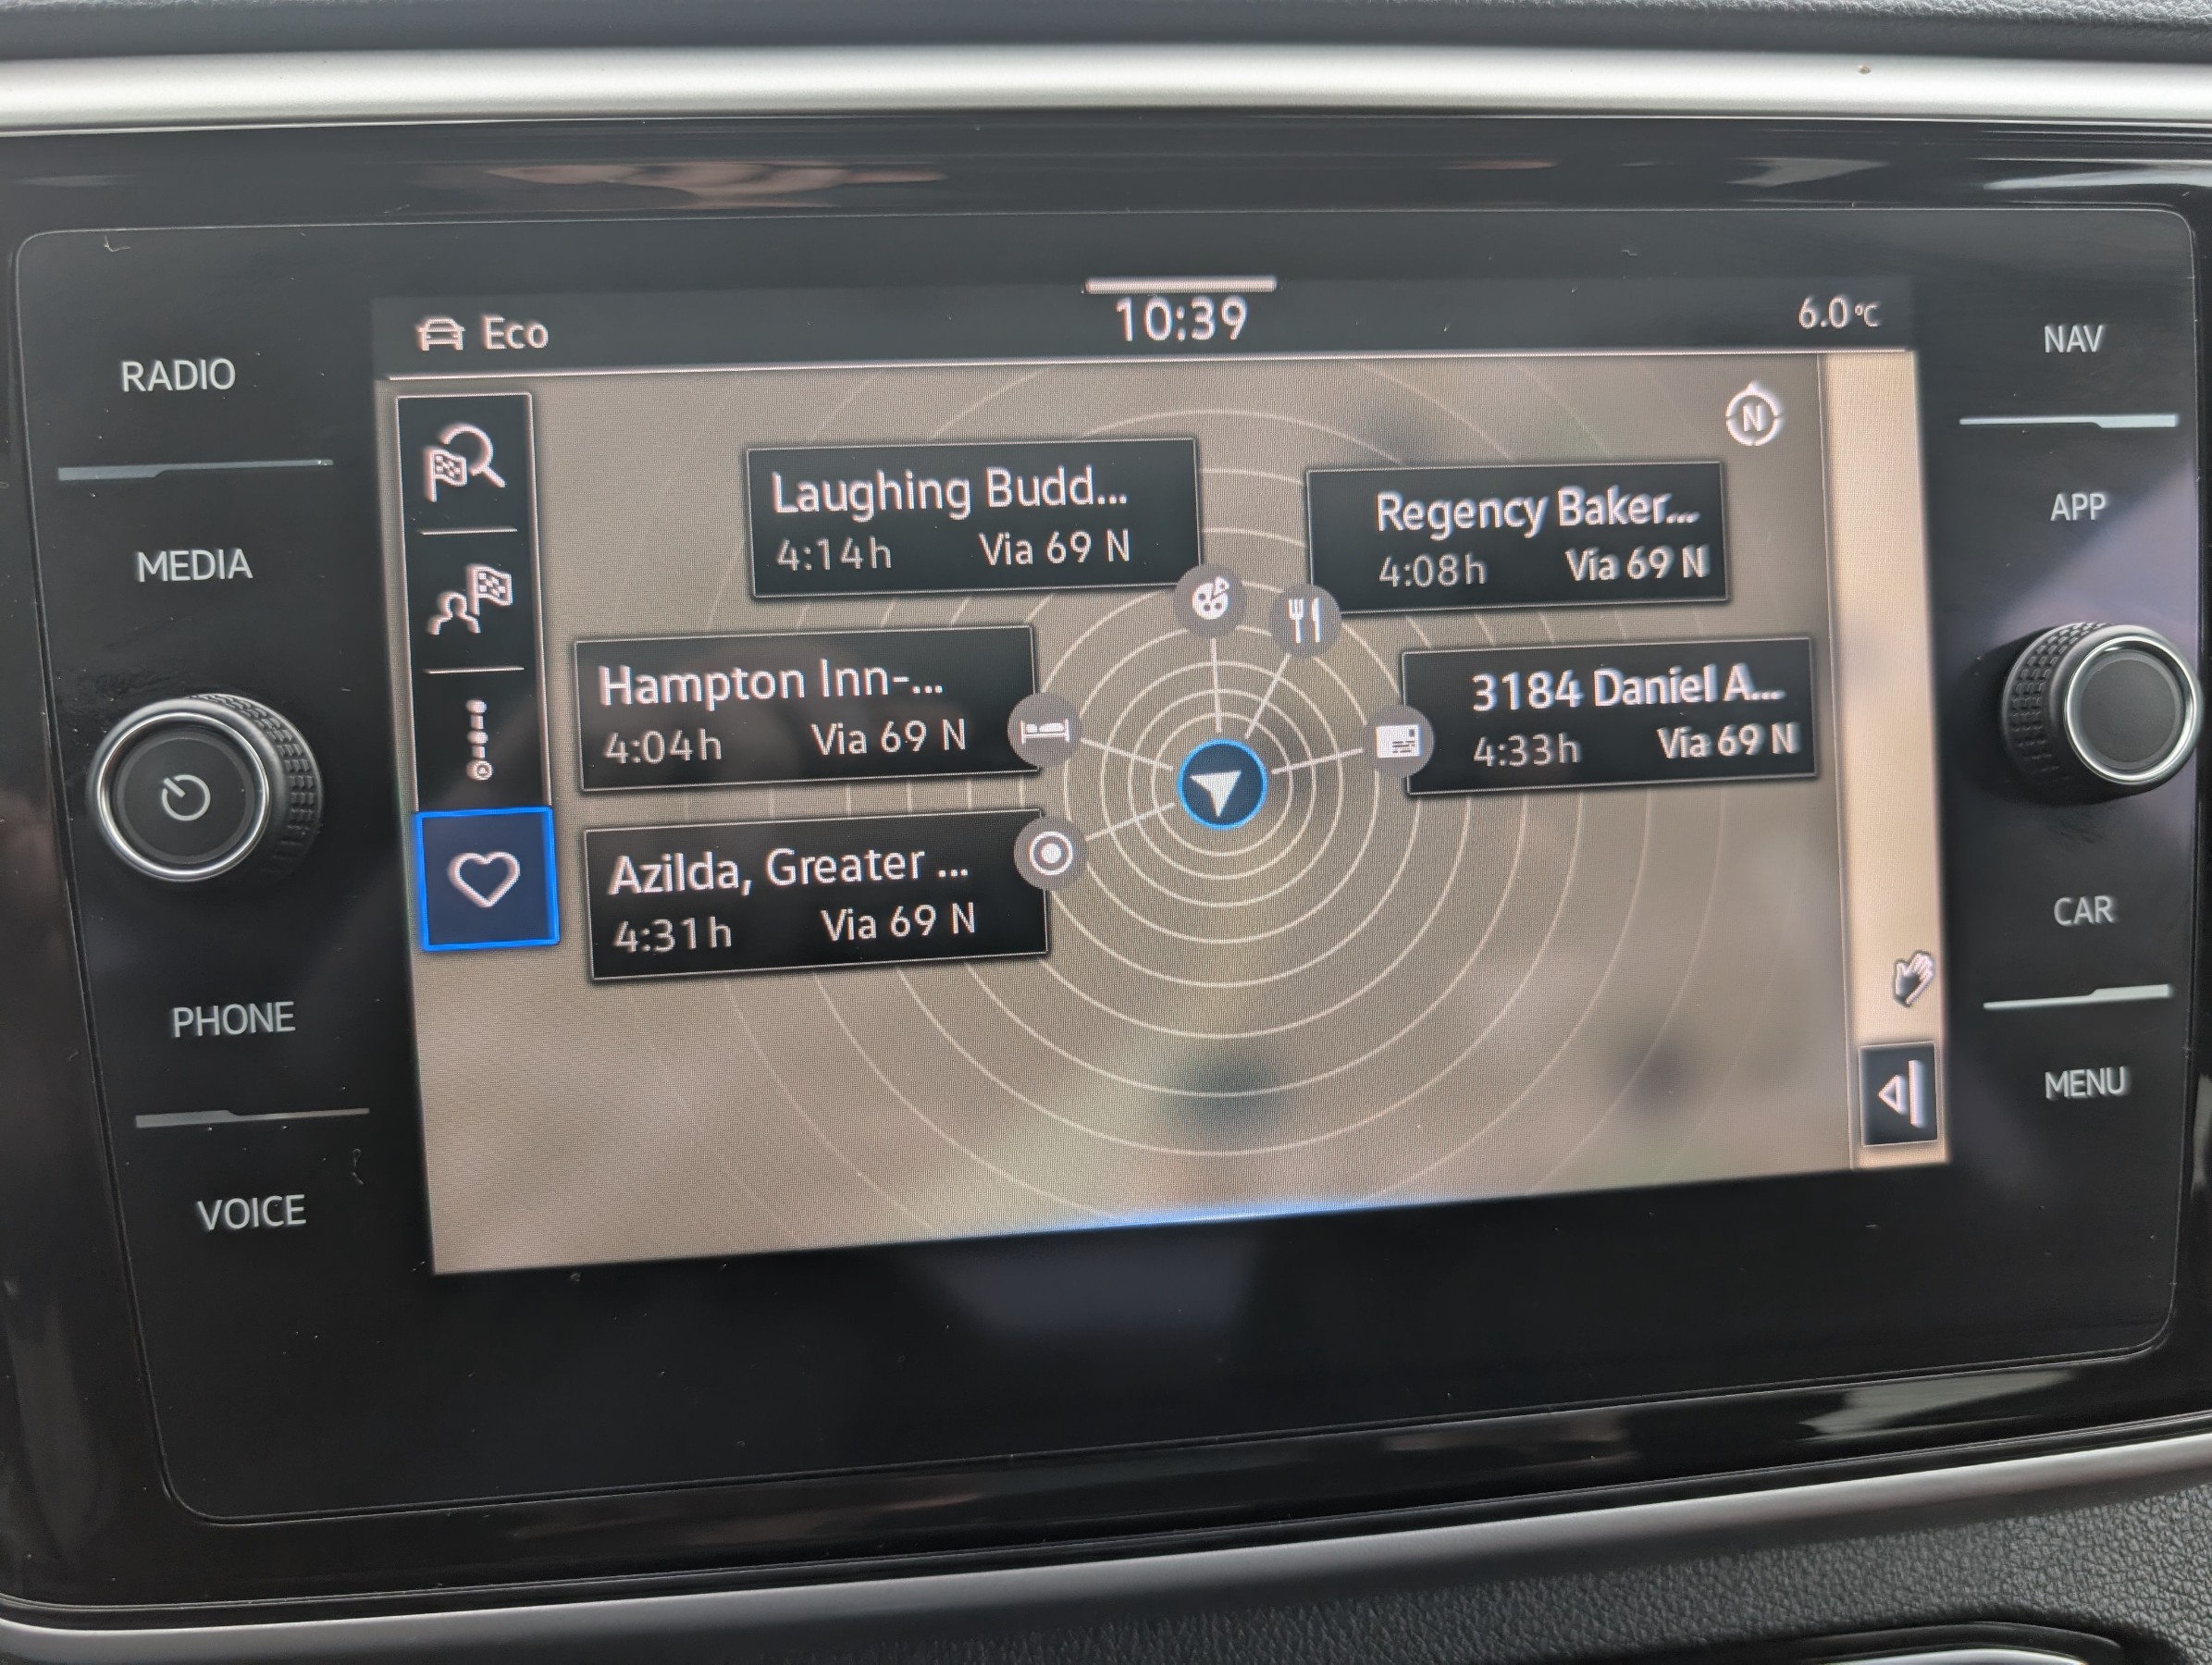 RADIO
MEDIA
PHONE
VOICE
Eco
10:39
6.0°C
N
Laughing Budd...
4:14h Via 69 N
Regency Baker...
4:08h Via 69 N
Hampton Inn-...
4:04h Via 69 N
3184 Daniel A...
4:33h Via 69 N
Azilda, Greater ...
4:31h Via 69 N
NAV
APP
CAR
MENU